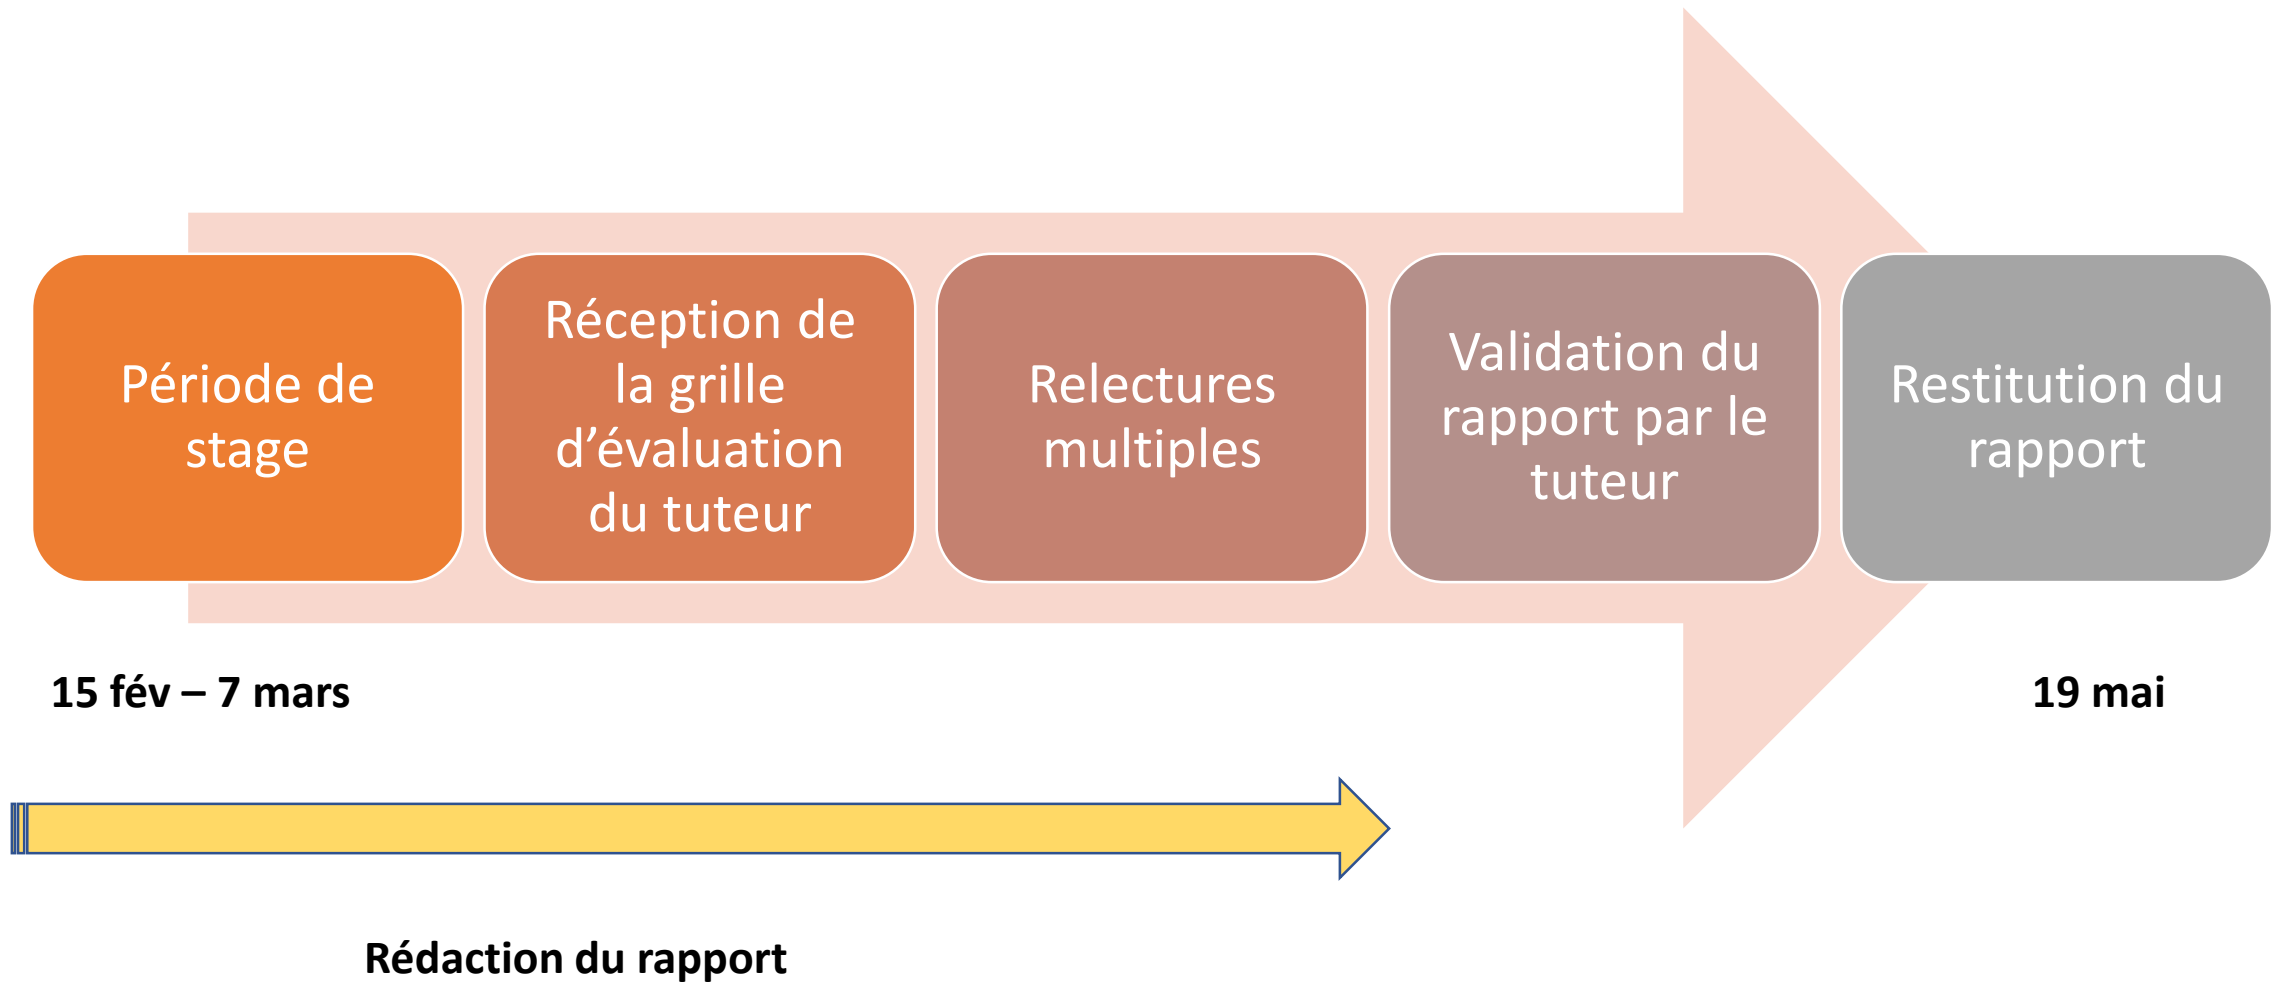 Période de
stage
Réception de
la grille
d’évaluation
du tuteur
Relectures
multiples
Validation du
rapport par le
tuteur
Restitution du
rapport
15 fév – 7 mars
19 mai
Rédaction du rapport